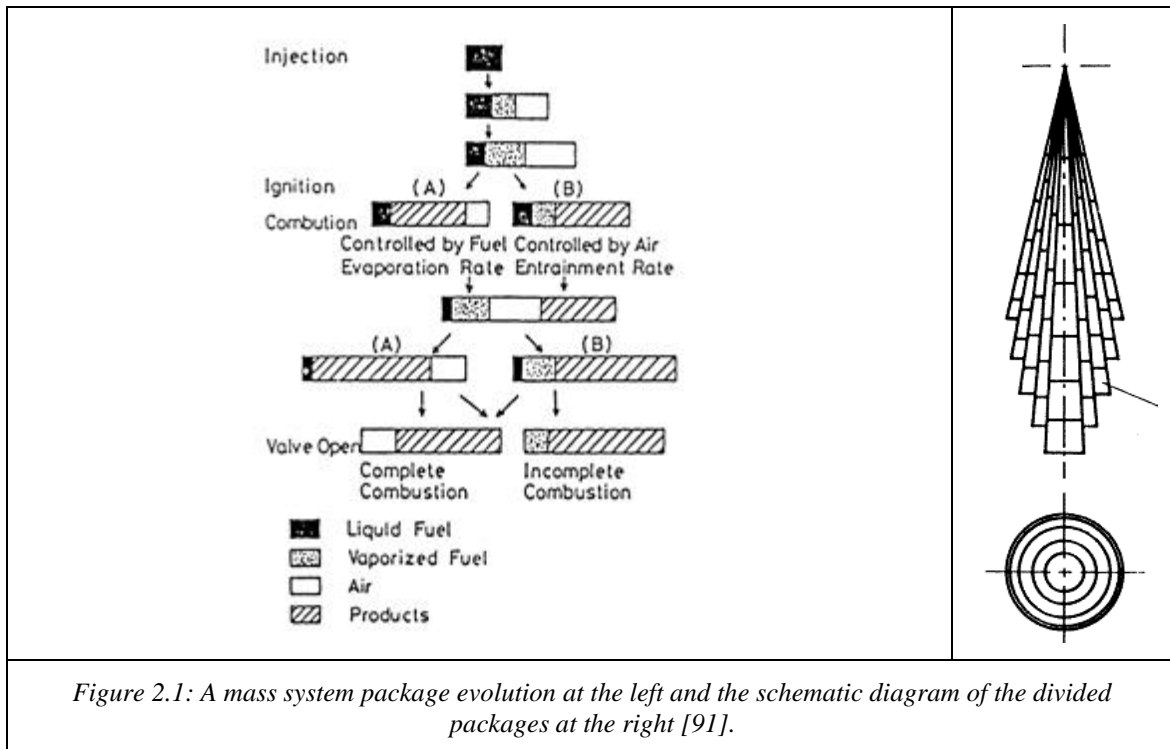 Injection
Ignition
(A) (B)
Combution
Controlled by Fuel Controlled by Air
Evaporation Rate Entrainment Rate
(A) (B)
Valve Open
Complete Incomplete
Combustion Combustion
Liquid Fuel
Vaporized Fuel
Air
Products
Figure 2.1: A mass system package evolution at the left and the schematic diagram of the divided
packages at the right [91].